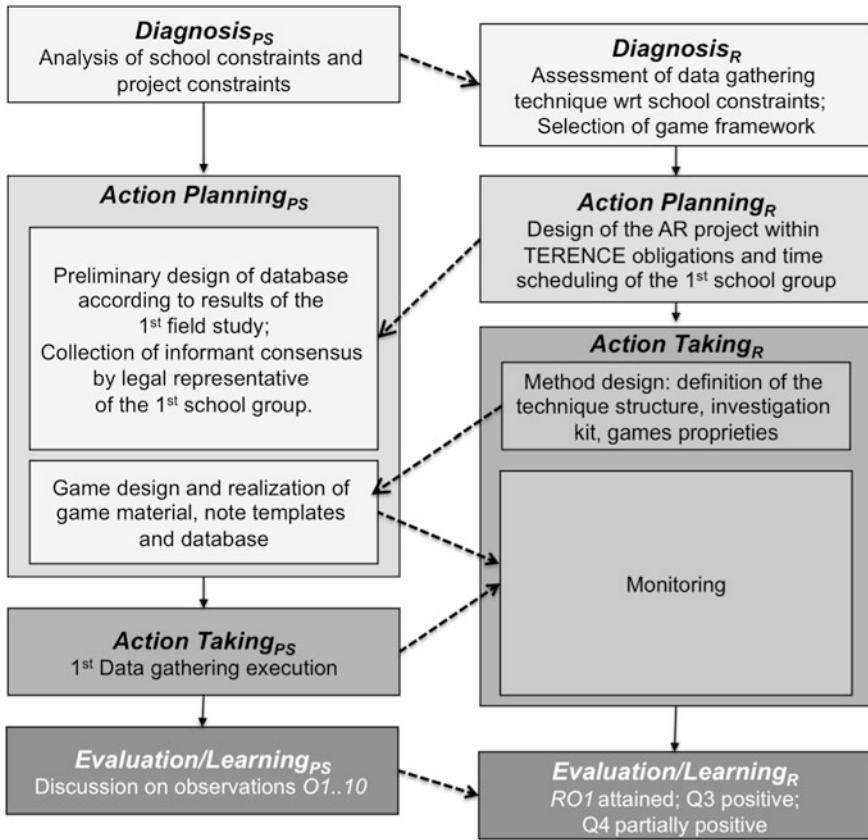 Diagnosis_PS
Analysis of school constraints and
project constraints
Diagnosis_R
Assessment of data gathering
technique wrt school constraints;
Selection of game framework
Action Planning_PS
Preliminary design of database
according to results of the
1st field study;
Collection of informant consensus
by legal representative
of the 1st school group.
Game design and realization of
game material, note templates
and database
Action Planning_R
Design of the AR project within
TERENCE obligations and time
scheduling of the 1st school group
Action Taking_R
Method design: definition of the
technique structure, investigation
kit, games proprieties
Monitoring
Action Taking_PS
1st Data gathering execution
Evaluation/Learning_PS
Discussion on observations O1..10
Evaluation/Learning_R
RO1 attained; Q3 positive;
Q4 partially positive